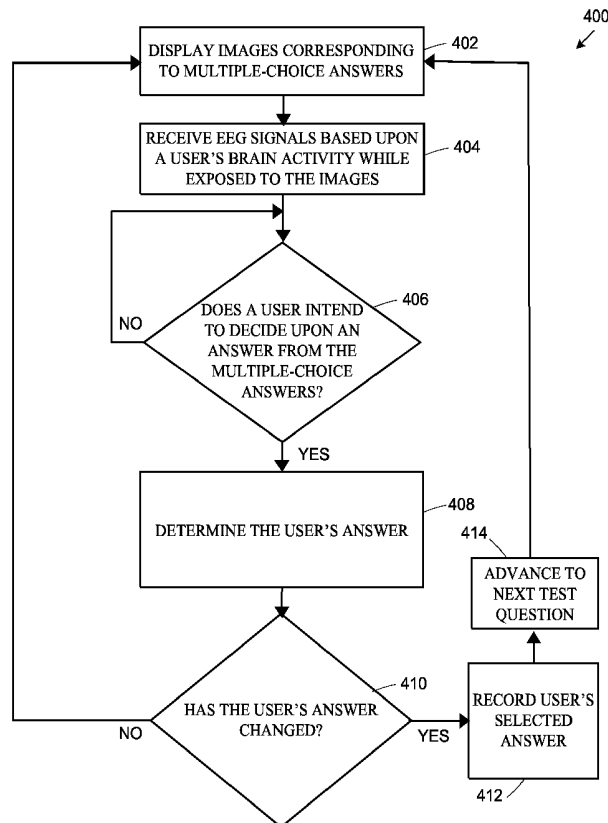 400
DISPLAY IMAGES CORRESPONDING
TO MULTIPLE-CHOICE ANSWERS
402
RECEIVE EEG SIGNALS BASED UPON
A USER'S BRAIN ACTIVITY WHILE
EXPOSED TO THE IMAGES
404
DOES A USER INTEND
TO DECIDE UPON AN
ANSWER FROM THE
MULTIPLE-CHOICE
ANSWERS?
406
NO
YES
DETERMINE THE USER'S ANSWER
408
HAS THE USER'S ANSWER
CHANGED?
410
NO
YES
RECORD USER'S
SELECTED
ANSWER
412
414
ADVANCE TO
NEXT TEST
QUESTION